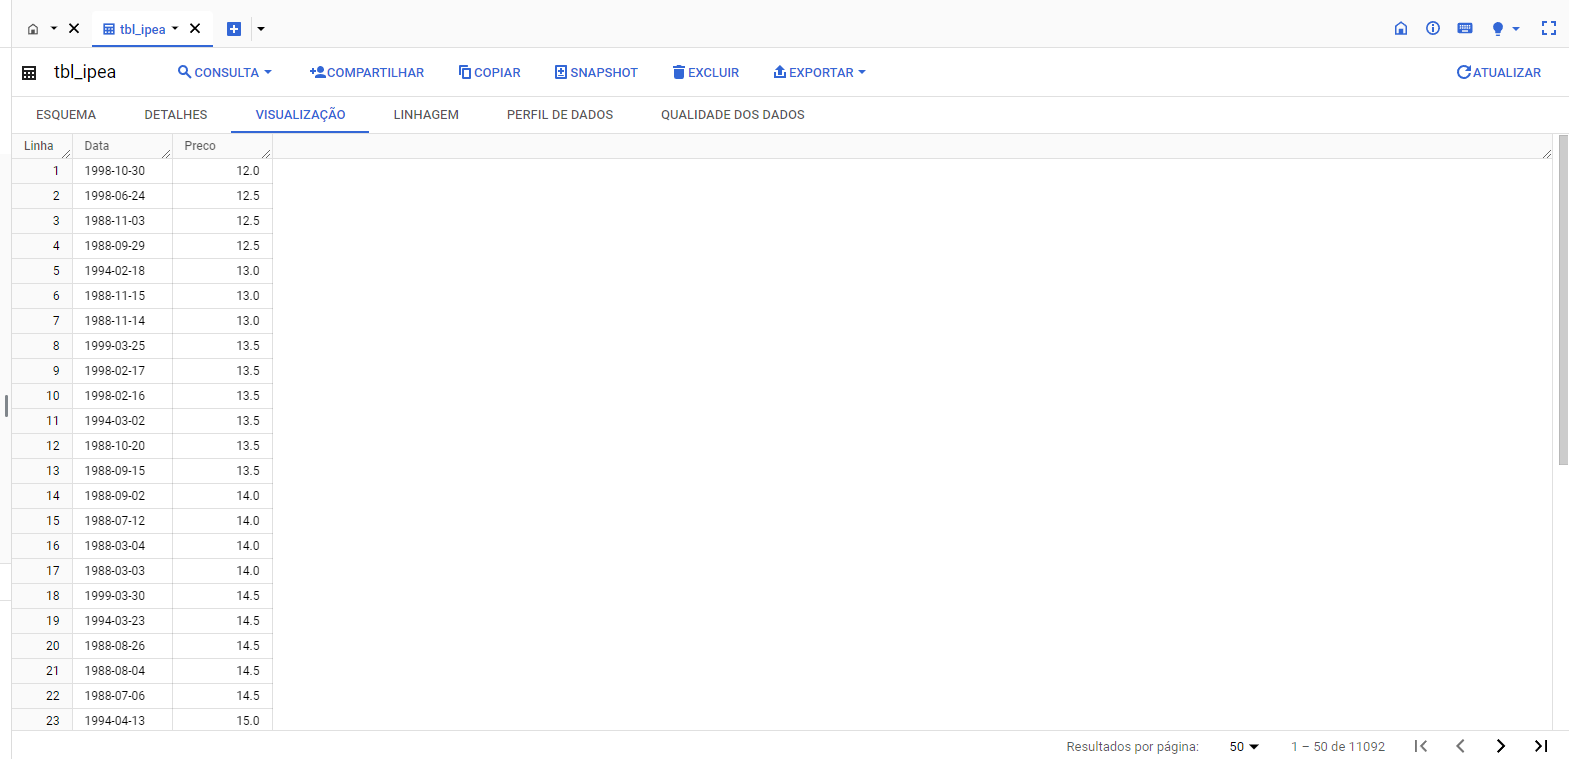 tbl_ipea
tbl_ipea CONSULTA COMPARTILHAR COPIAR SNAPSHOT EXCLUIR EXPORTAR ATUALIZAR
ESQUEMA DETALHES VISUALIZAÇÃO LINHAGEM PERFIL DE DADOS QUALIDADE DOS DADOS
Linha Data Preco
1 1998-10-30 12.0
2 1998-06-24 12.5
3 1988-11-03 12.5
4 1988-09-29 12.5
5 1994-02-18 13.0
6 1988-11-15 13.0
7 1988-11-14 13.0
8 1999-03-25 13.5
9 1998-02-17 13.5
10 1998-02-16 13.5
11 1994-03-02 13.5
12 1988-10-20 13.5
13 1988-09-15 13.5
14 1988-09-02 14.0
15 1988-07-12 14.0
16 1988-03-04 14.0
17 1988-03-03 14.0
18 1999-03-30 14.5
19 1994-03-23 14.5
20 1988-08-26 14.5
21 1988-08-04 14.5
22 1988-07-06 14.5
23 1994-04-13 15.0
Resultados por página: 50 1 – 50 de 11092